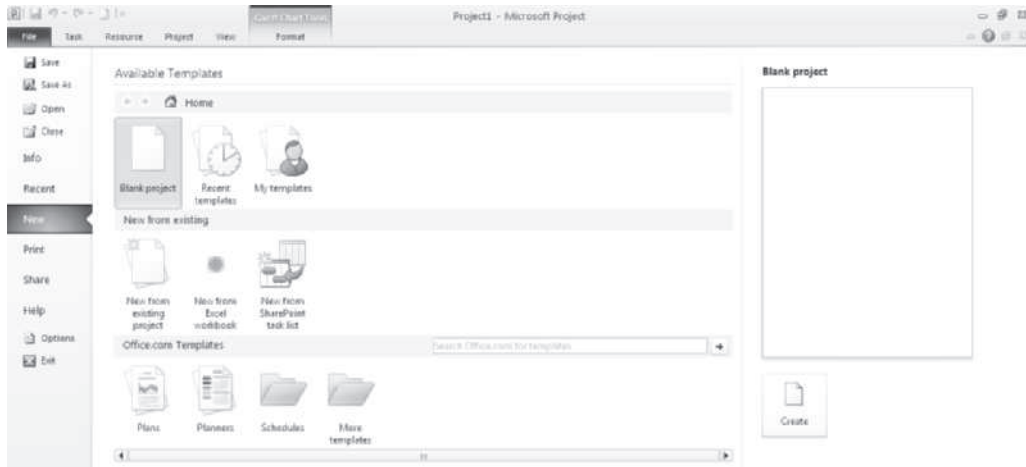 Gantt Chart Tools
Project1 - Microsoft Project
File Task Resource Project View Format
Save
Save As
Open
Close
Info
Recent
New
Print
Share
Help
Options
Exit
Available Templates
Home
Blank project
Recent templates
My templates
New from existing
New from existing project
New from Excel workbook
New from SharePoint task list
Office.com Templates
Search Office.com for templates
Plans
Planners
Schedules
More templates
Blank project
Create